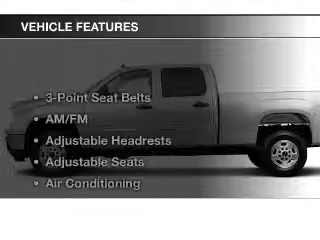 VEHICLE FEATURES
• 3-Point Seat Belts
• AM/FM
• Adjustable Headrests
• Adjustable Seats
• Air Conditioning